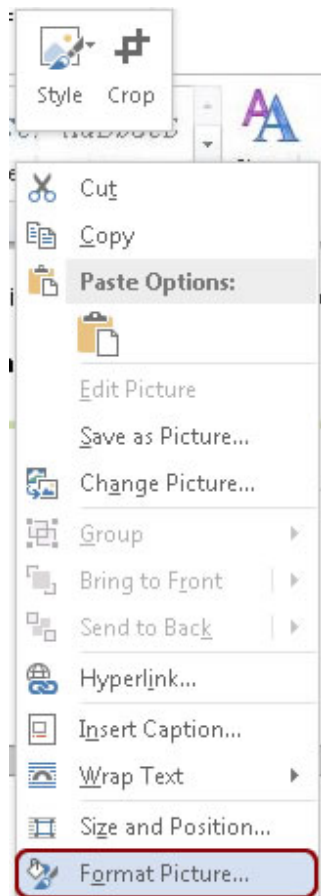 Style Crop
Cut
Copy
Paste Options:
Edit Picture
Save as Picture...
Change Picture...
Group
Bring to Front
Send to Back
Hyperlink...
Insert Caption...
Wrap Text
Size and Position...
Format Picture...